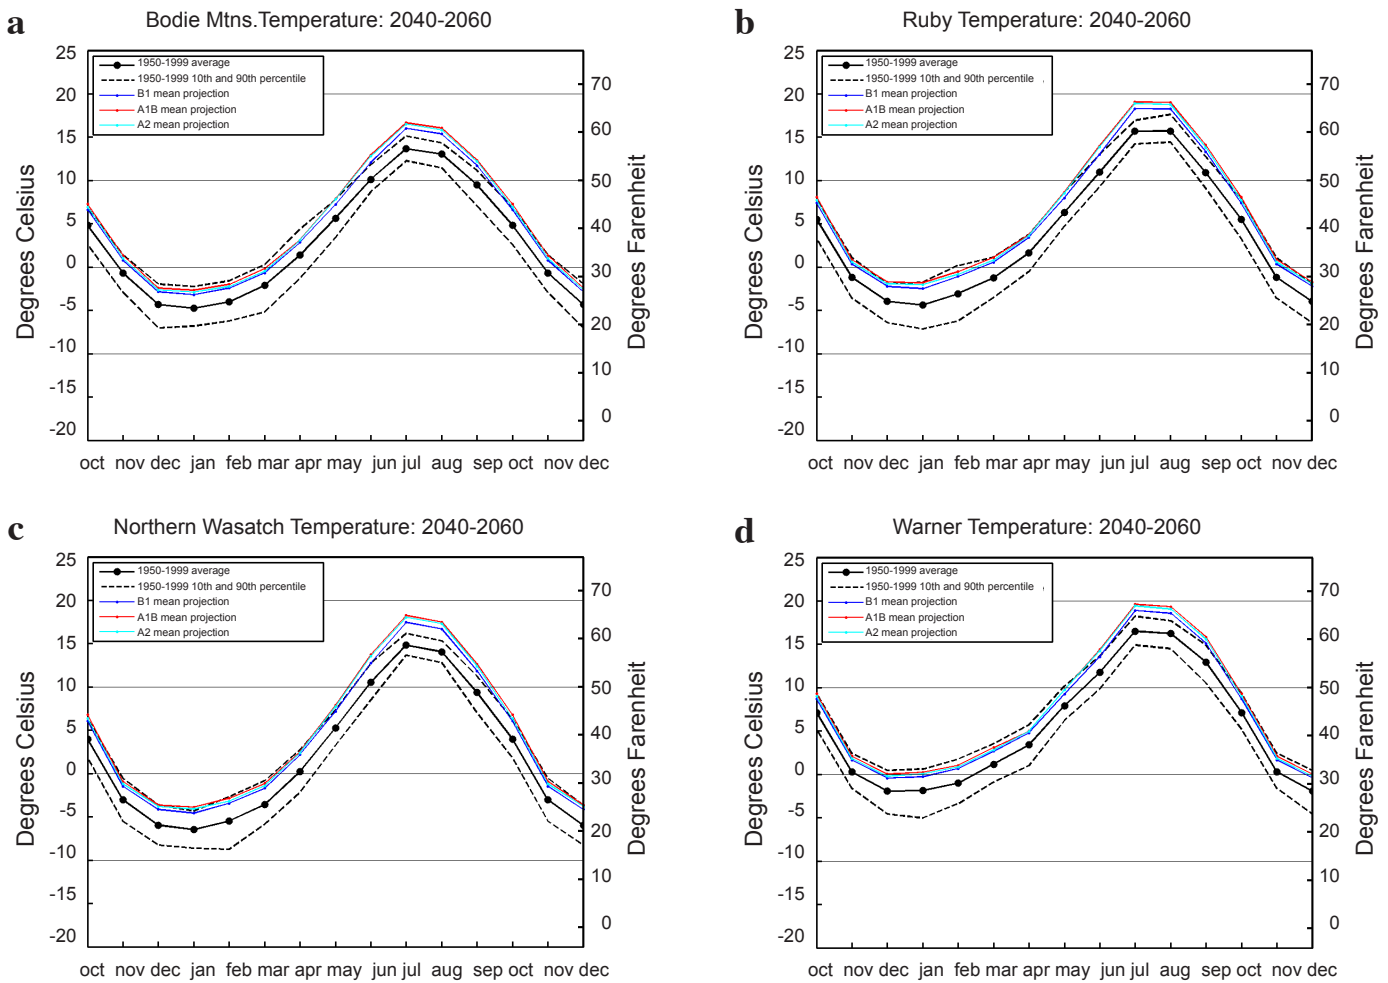 a
Bodie Mtns.Temperature: 2040-2060
25
20
15
10
5
0
-5
-10
-15
-20
Degrees Celsius
1950-1999 average
1950-1999 10th and 90th percentile
B1 mean projection
A1B mean projection
A2 mean projection
70
60
50
40
30
20
10
0
Degrees Farenheit
oct nov dec jan feb mar apr may jun jul aug sep oct nov dec
b
Ruby Temperature: 2040-2060
25
20
15
10
5
0
-5
-10
-15
-20
Degrees Celsius
1950-1999 average
1950-1999 10th and 90th percentile
B1 mean projection
A1B mean projection
A2 mean projection
70
60
50
40
30
20
10
0
Degrees Farenheit
oct nov dec jan feb mar apr may jun jul aug sep oct nov dec
c
Northern Wasatch Temperature: 2040-2060
25
20
15
10
5
0
-5
-10
-15
-20
Degrees Celsius
1950-1999 average
1950-1999 10th and 90th percentile
B1 mean projection
A1B mean projection
A2 mean projection
70
60
50
40
30
20
10
0
Degrees Farenheit
oct nov dec jan feb mar apr may jun jul aug sep oct nov dec
d
Warner Temperature: 2040-2060
25
20
15
10
5
0
-5
-10
-15
-20
Degrees Celsius
1950-1999 average
1950-1999 10th and 90th percentile
B1 mean projection
A1B mean projection
A2 mean projection
70
60
50
40
30
20
10
0
Degrees Farenheit
oct nov dec jan feb mar apr may jun jul aug sep oct nov dec